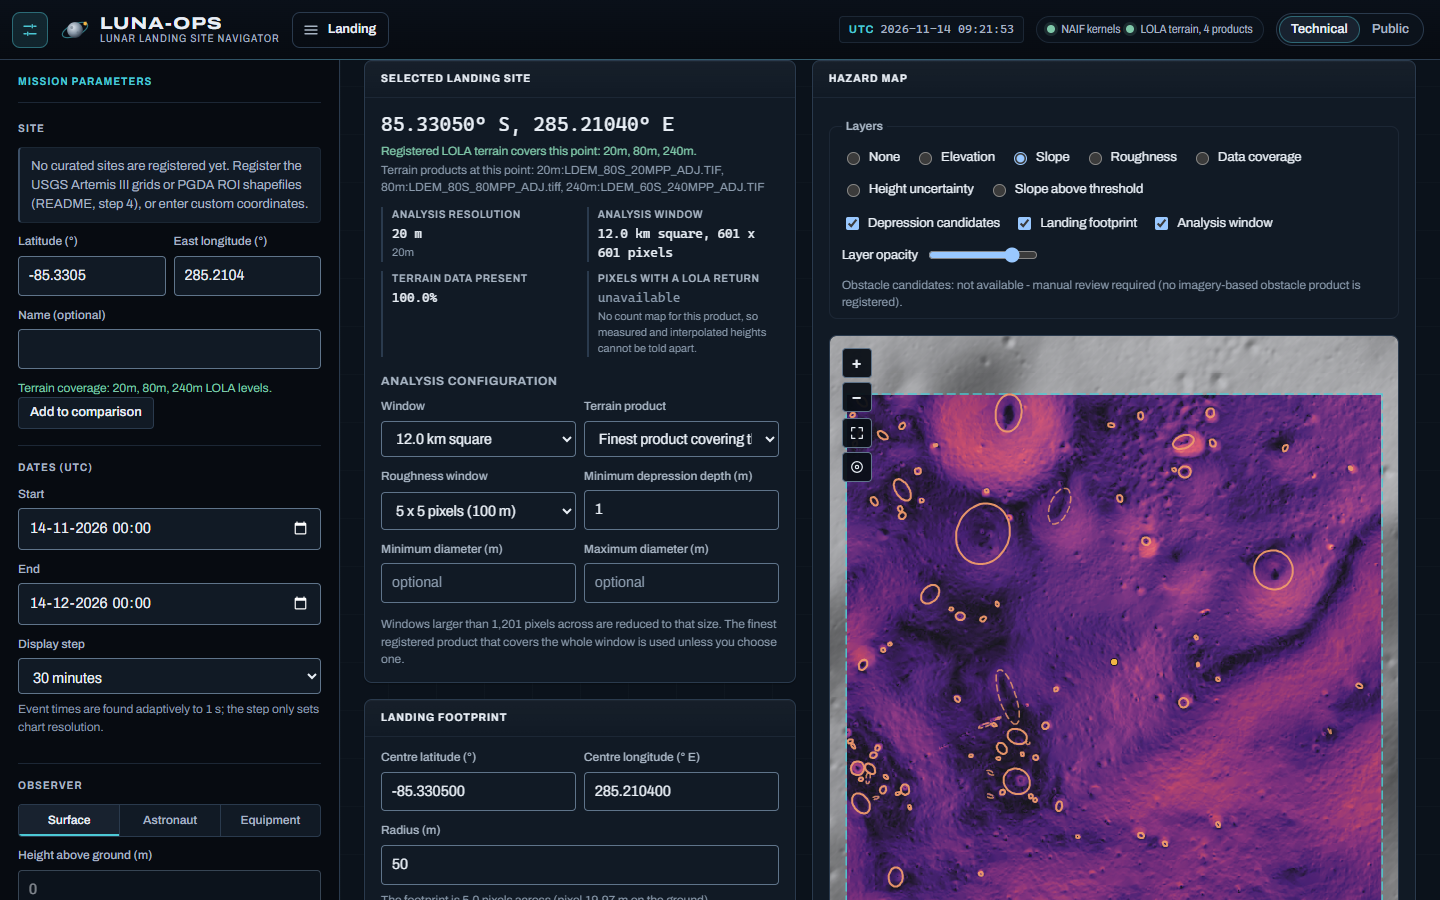 LUNA-OPS
LUNAR LANDING SITE NAVIGATOR
Landing
UTC 2026-11-14 09:21:53
NAIF kernels
LOLA terrain, 4 products
Technical
Public
MISSION PARAMETERS
SITE
No curated sites are registered yet. Register the
USGS Artemis III grids or PGDA ROI shapefiles
(README, step 4), or enter custom coordinates.
Latitude (°)
East longitude (°)
-85.3305
285.2104
Name (optional)
Terrain coverage: 20m, 80m, 240m LOLA levels.
Add to comparison
DATES (UTC)
Start
14-11-2026 00:00
End
14-12-2026 00:00
Display step
30 minutes
Event times are found adaptively to 1 s; the step only sets
chart resolution.
OBSERVER
Surface
Astronaut
Equipment
Height above ground (m)
0
SELECTED LANDING SITE
85.33050° S, 285.21040° E
Registered LOLA terrain covers this point: 20m, 80m, 240m.
Terrain products at this point: 20m:LDEM_80S_20MPP_ADJ.TIF,
80m:LDEM_80S_80MPP_ADJ.tiff, 240m:LDEM_60S_240MPP_ADJ.TIF
ANALYSIS RESOLUTION
20 m
20m
ANALYSIS WINDOW
12.0 km square, 601 x
601 pixels
TERRAIN DATA PRESENT
100.0%
PIXELS WITH A LOLA RETURN
unavailable
No count map for this product, so
measured and interpolated heights
cannot be told apart.
ANALYSIS CONFIGURATION
Window
Terrain product
12.0 km square
Finest product covering t
Roughness window
Minimum depression depth (m)
5 x 5 pixels (100 m)
1
Minimum diameter (m)
Maximum diameter (m)
optional
optional
Windows larger than 1,201 pixels across are reduced to that size. The finest
registered product that covers the whole window is used unless you choose
one.
LANDING FOOTPRINT
Centre latitude (°)
Centre longitude (° E)
-85.330500
285.210400
Radius (m)
50
The footprint is 5.0 pixels across (pixel 19.97 m on the ground)
HAZARD MAP
Layers
None
Elevation
Slope
Roughness
Data coverage
Height uncertainty
Slope above threshold
Depression candidates
Landing footprint
Analysis window
Layer opacity
Obstacle candidates: not available - manual review required (no imagery-based obstacle product is
registered).
+
−